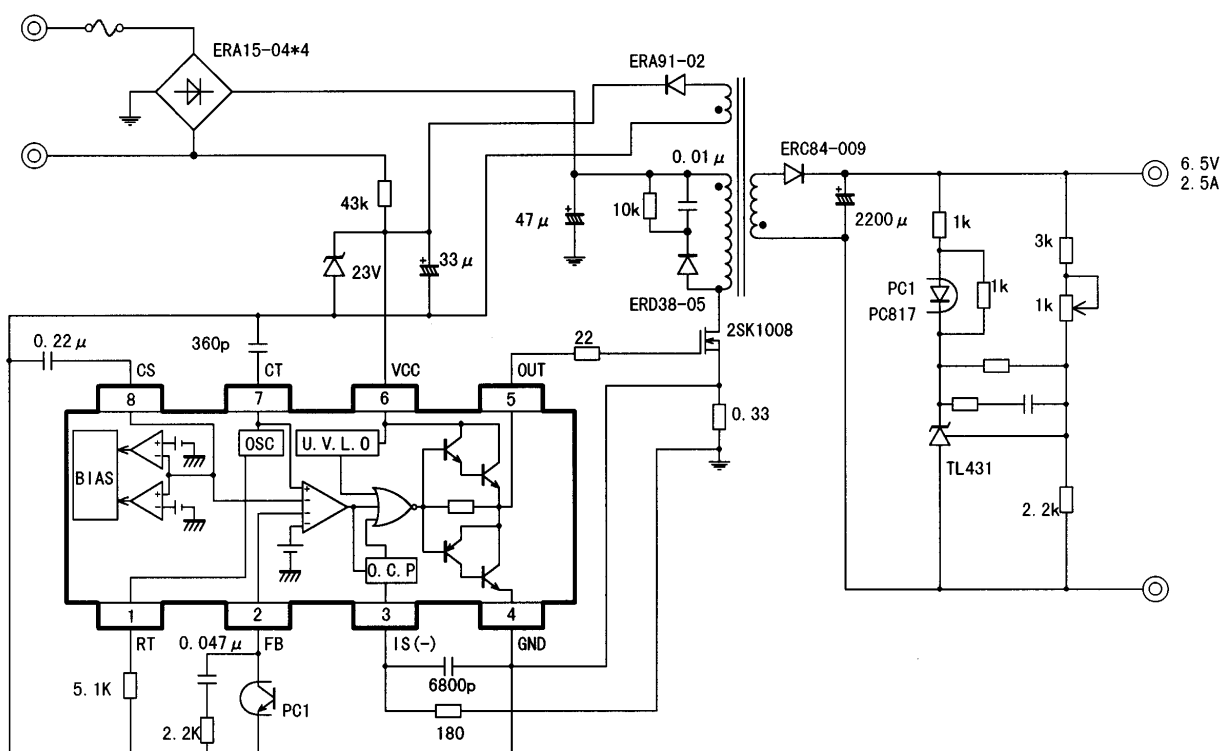 ERA15-04*4
ERA91-02
ERC84-009
6.5V
2.5A
0.01μ
43k
47μ
10k
2200μ
1k
3k
23V
33μ
PC1
PC817
1k
1k
ERD38-05
0.22μ
360p
22
2SK1008
CS
CT
VCC
OUT
8
7
6
5
0.33
OSC
U.V.L.O
BIAS
TL431
2.2k
O.C.P
1
2
3
4
RT
0.047μ
FB
IS(-)
GND
5.1K
6800p
PC1
2.2K
180